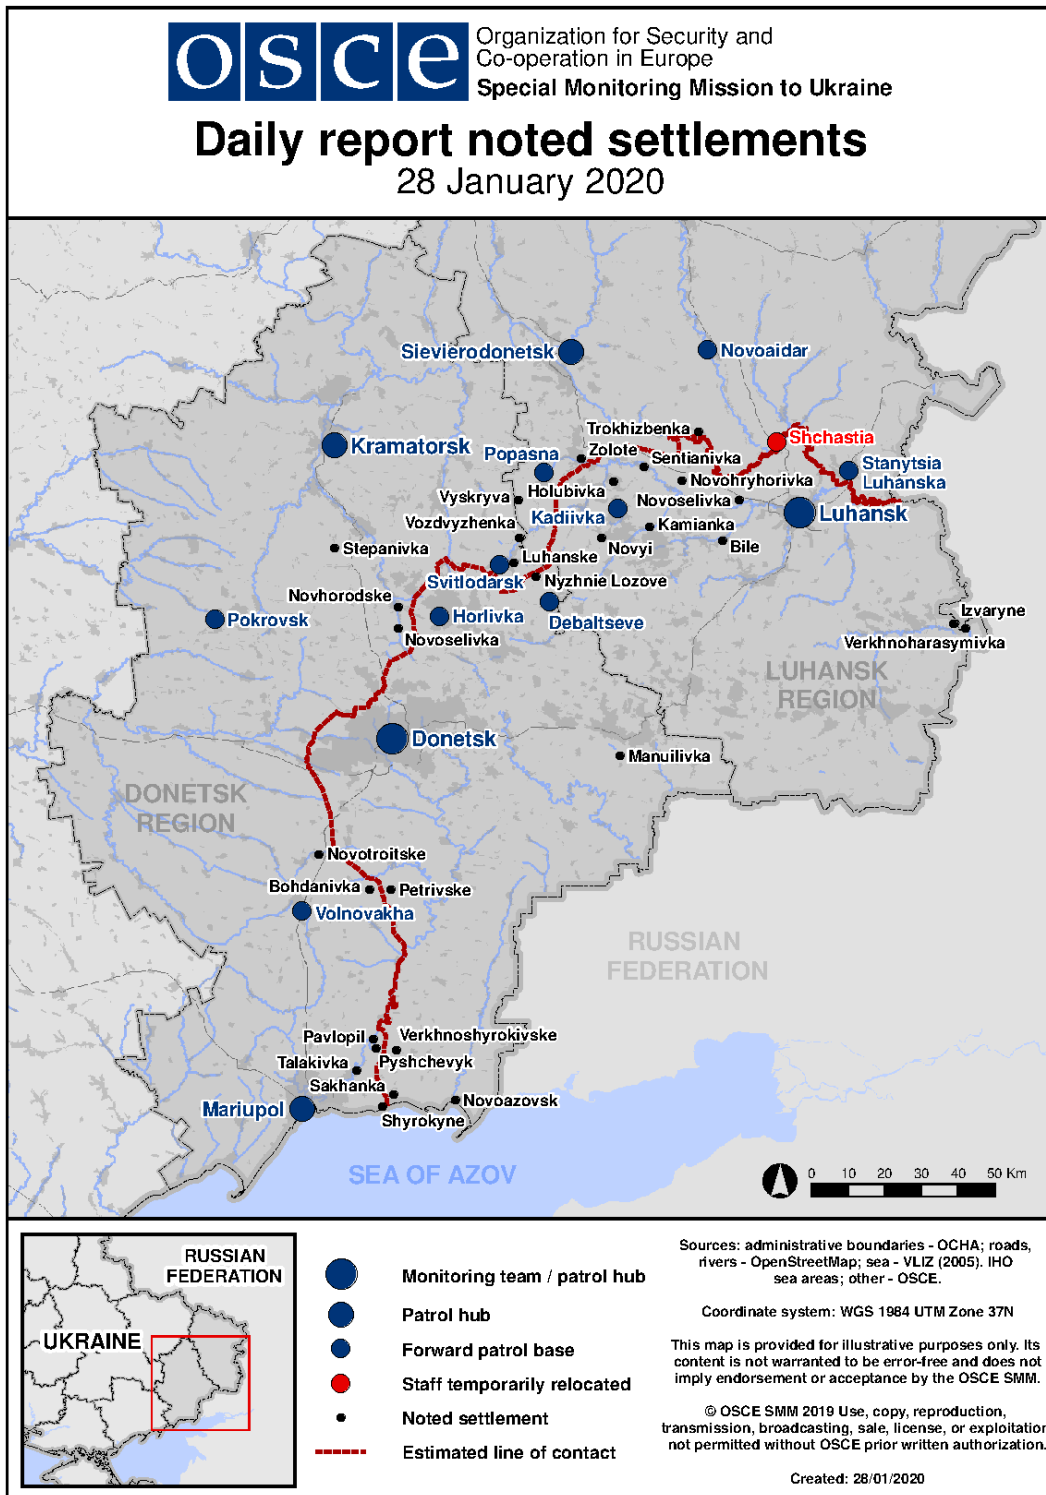 osce
Organization for Security and
Co-operation in Europe
Special Monitoring Mission to Ukraine
Daily report noted settlements
28 January 2020
Sievierodonetsk
Novoaidar
Trokhizbenka
Shchastia
Kramatorsk
Popasna
Zolote
Sentianivka
Stanytsia
Luhanska
Holubivka
Novohryhorivka
Vyskryva
Novoselivka
Kadiivka
Luhansk
Vozdvyzhenka
Kamianka
Stepanivka
Novyi
Bile
Luhanske
Svitlodarsk
Nyzhnie Lozove
Novhorodske
Horlivka
Debaltseve
Pokrovsk
Izvaryne
Novoselivka
Verkhnoharasymivka
LUHANSK
REGION
Donetsk
Manuilivka
DONETSK
REGION
Novotroitske
Bohdanivka
Petrivske
Volnovakha
RUSSIAN
FEDERATION
Pavlopil
Verkhnoshyrokivske
Talakivka
Pyshchevyk
Sakhanka
Novoazovsk
Mariupol
Shyrokyne
SEA OF AZOV
0 10 20 30 40 50 Km
RUSSIAN
FEDERATION
UKRAINE
Monitoring team / patrol hub
Patrol hub
Forward patrol base
Staff temporarily relocated
Noted settlement
Estimated line of contact
Sources: administrative boundaries - OCHA; roads,
rivers - OpenStreetMap; sea - VLIZ (2005). IHO
sea areas; other - OSCE.
Coordinate system: WGS 1984 UTM Zone 37N
This map is provided for illustrative purposes only. Its
content is not warranted to be error-free and does not
imply endorsement or acceptance by the OSCE SMM.
© OSCE SMM 2019 Use, copy, reproduction,
transmission, broadcasting, sale, license, or exploitation
not permitted without OSCE prior written authorization.
Created: 28/01/2020